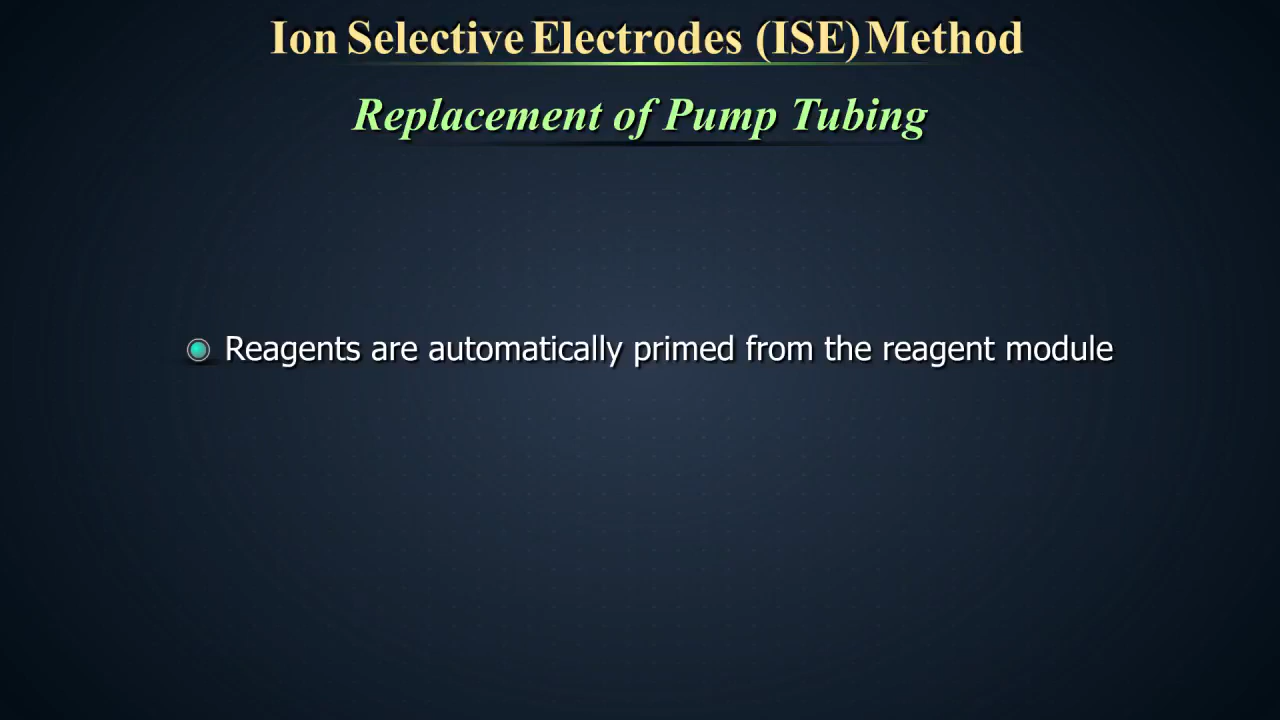 Ion Selective Electrodes (ISE) Method
Replacement of Pump Tubing
Reagents are automatically primed from the reagent module